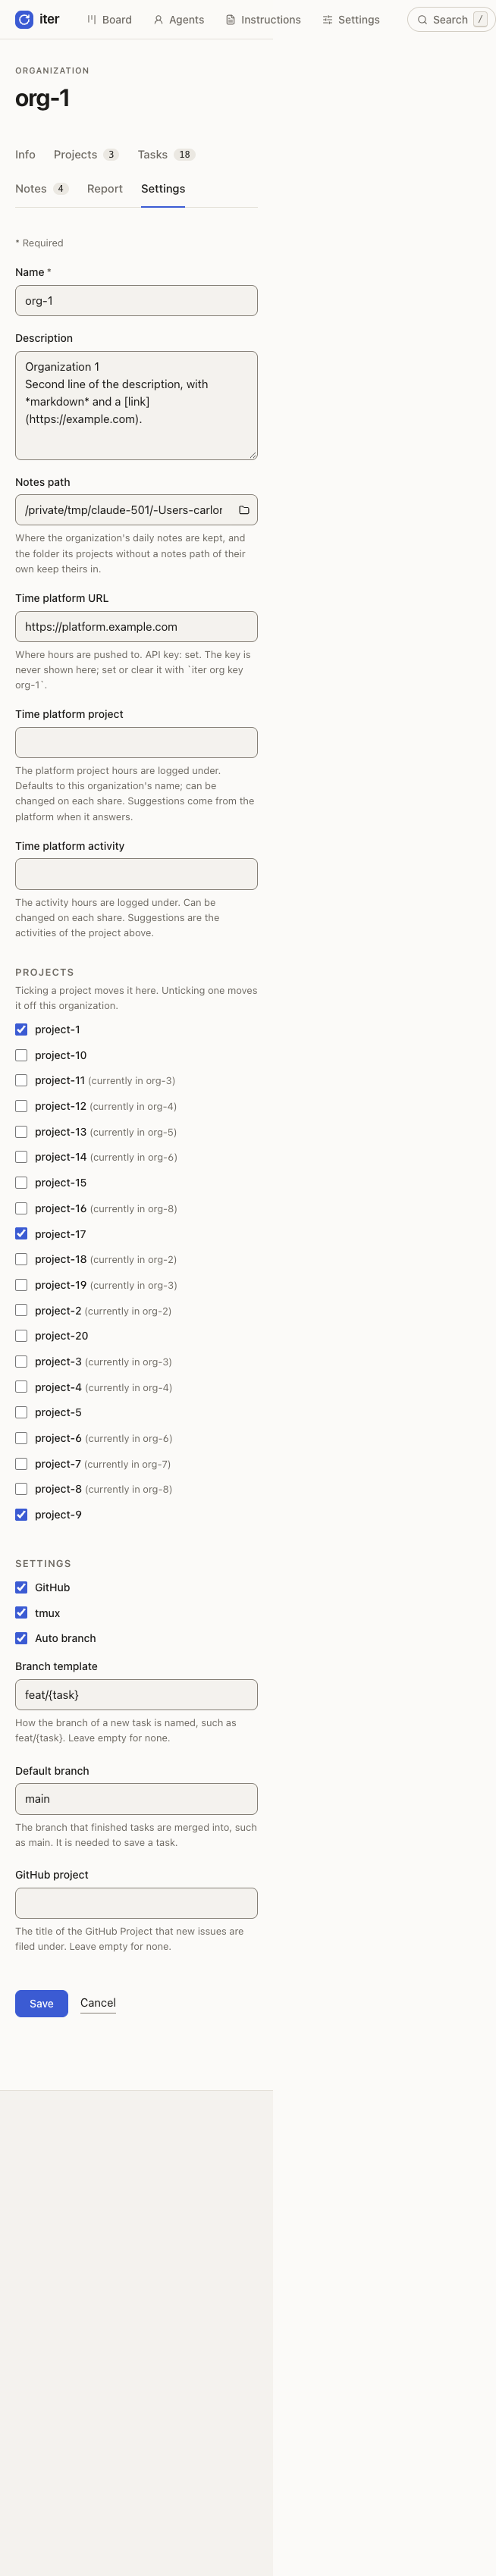 iter Board Agents Instructions Settings Search /
ORGANIZATION
org-1
Info Projects 3 Tasks 18
Notes 4 Report Settings
* Required
Name *
org-1
Description
Organization 1
Second line of the description, with
*markdown* and a [link]
(https://example.com).
Notes path
/private/tmp/claude-501/-Users-carlor
Where the organization's daily notes are kept, and
the folder its projects without a notes path of their
own keep theirs in.
Time platform URL
https://platform.example.com
Where hours are pushed to. API key: set. The key is
never shown here; set or clear it with `iter org key
org-1`.
Time platform project
The platform project hours are logged under.
Defaults to this organization's name; can be
changed on each share. Suggestions come from the
platform when it answers.
Time platform activity
The activity hours are logged under. Can be
changed on each share. Suggestions are the
activities of the project above.
PROJECTS
Ticking a project moves it here. Unticking one moves
it off this organization.
project-1
project-10
project-11 (currently in org-3)
project-12 (currently in org-4)
project-13 (currently in org-5)
project-14 (currently in org-6)
project-15
project-16 (currently in org-8)
project-17
project-18 (currently in org-2)
project-19 (currently in org-3)
project-2 (currently in org-2)
project-20
project-3 (currently in org-3)
project-4 (currently in org-4)
project-5
project-6 (currently in org-6)
project-7 (currently in org-7)
project-8 (currently in org-8)
project-9
SETTINGS
GitHub
tmux
Auto branch
Branch template
feat/{task}
How the branch of a new task is named, such as
feat/{task}. Leave empty for none.
Default branch
main
The branch that finished tasks are merged into, such
as main. It is needed to save a task.
GitHub project
The title of the GitHub Project that new issues are
filed under. Leave empty for none.
Save Cancel